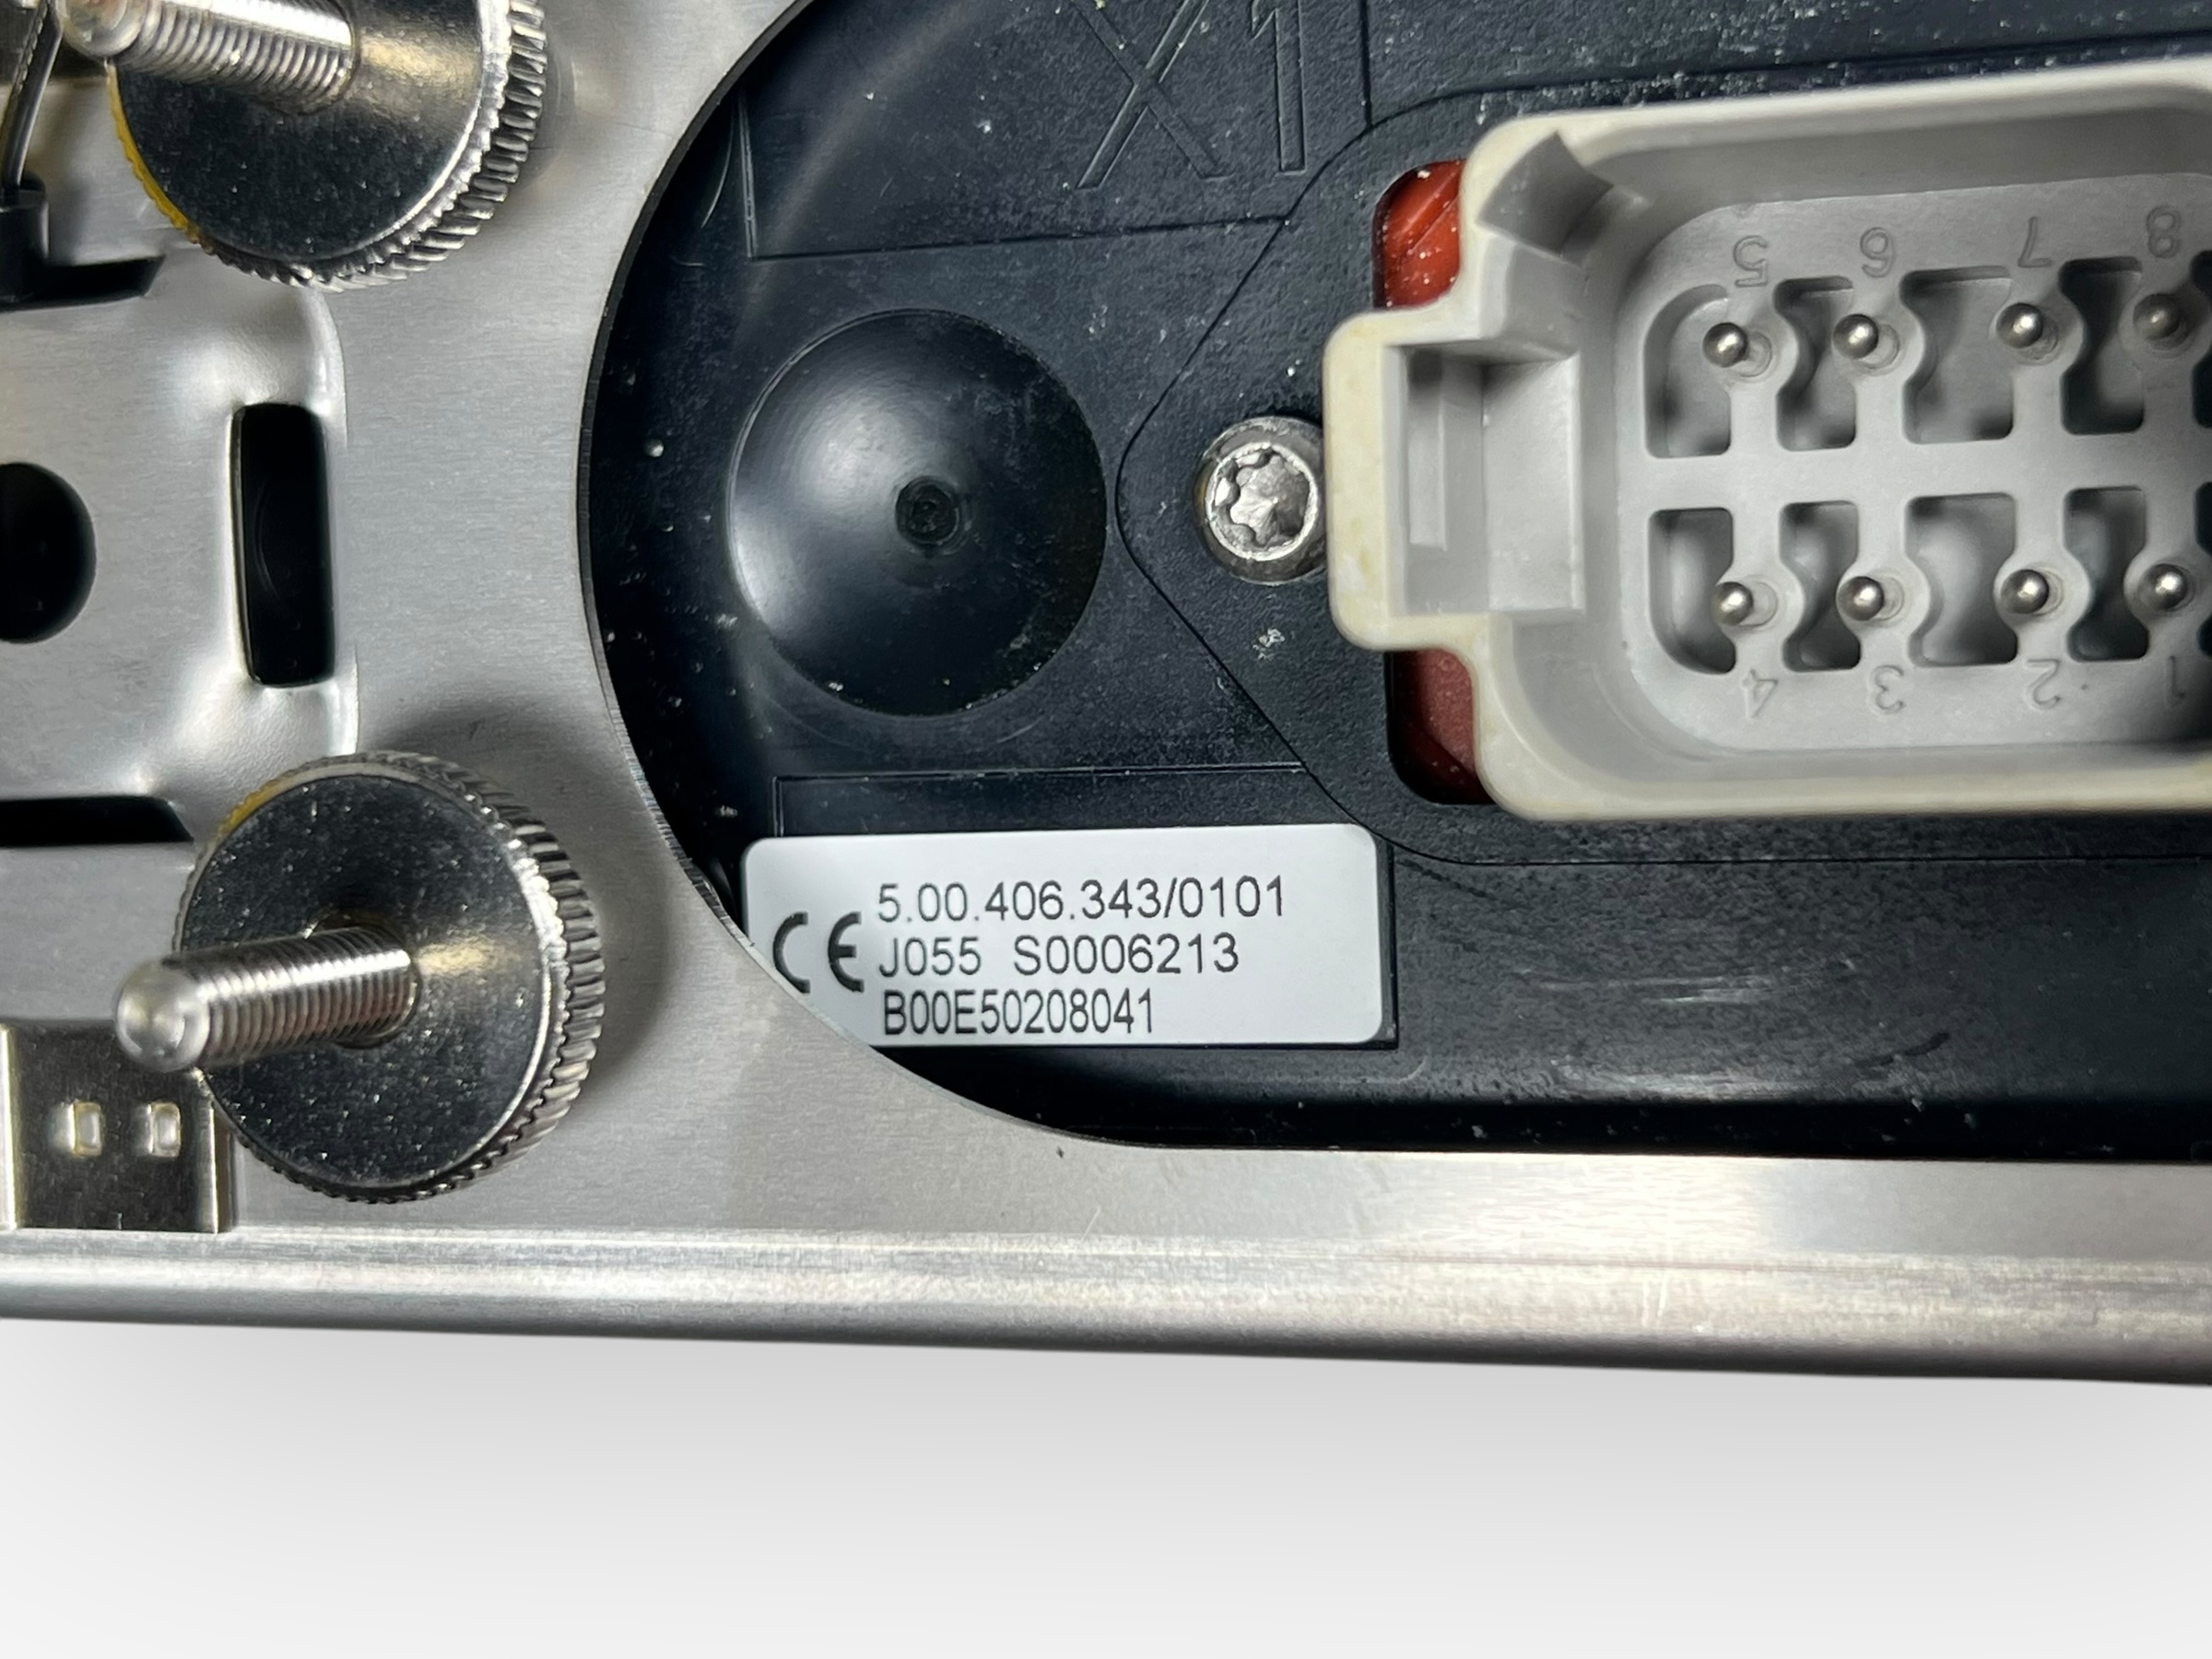 X1
5 6 7 8
4 3 2 1
5.00.406.343/0101
CE J055 S0006213
B00E50208041